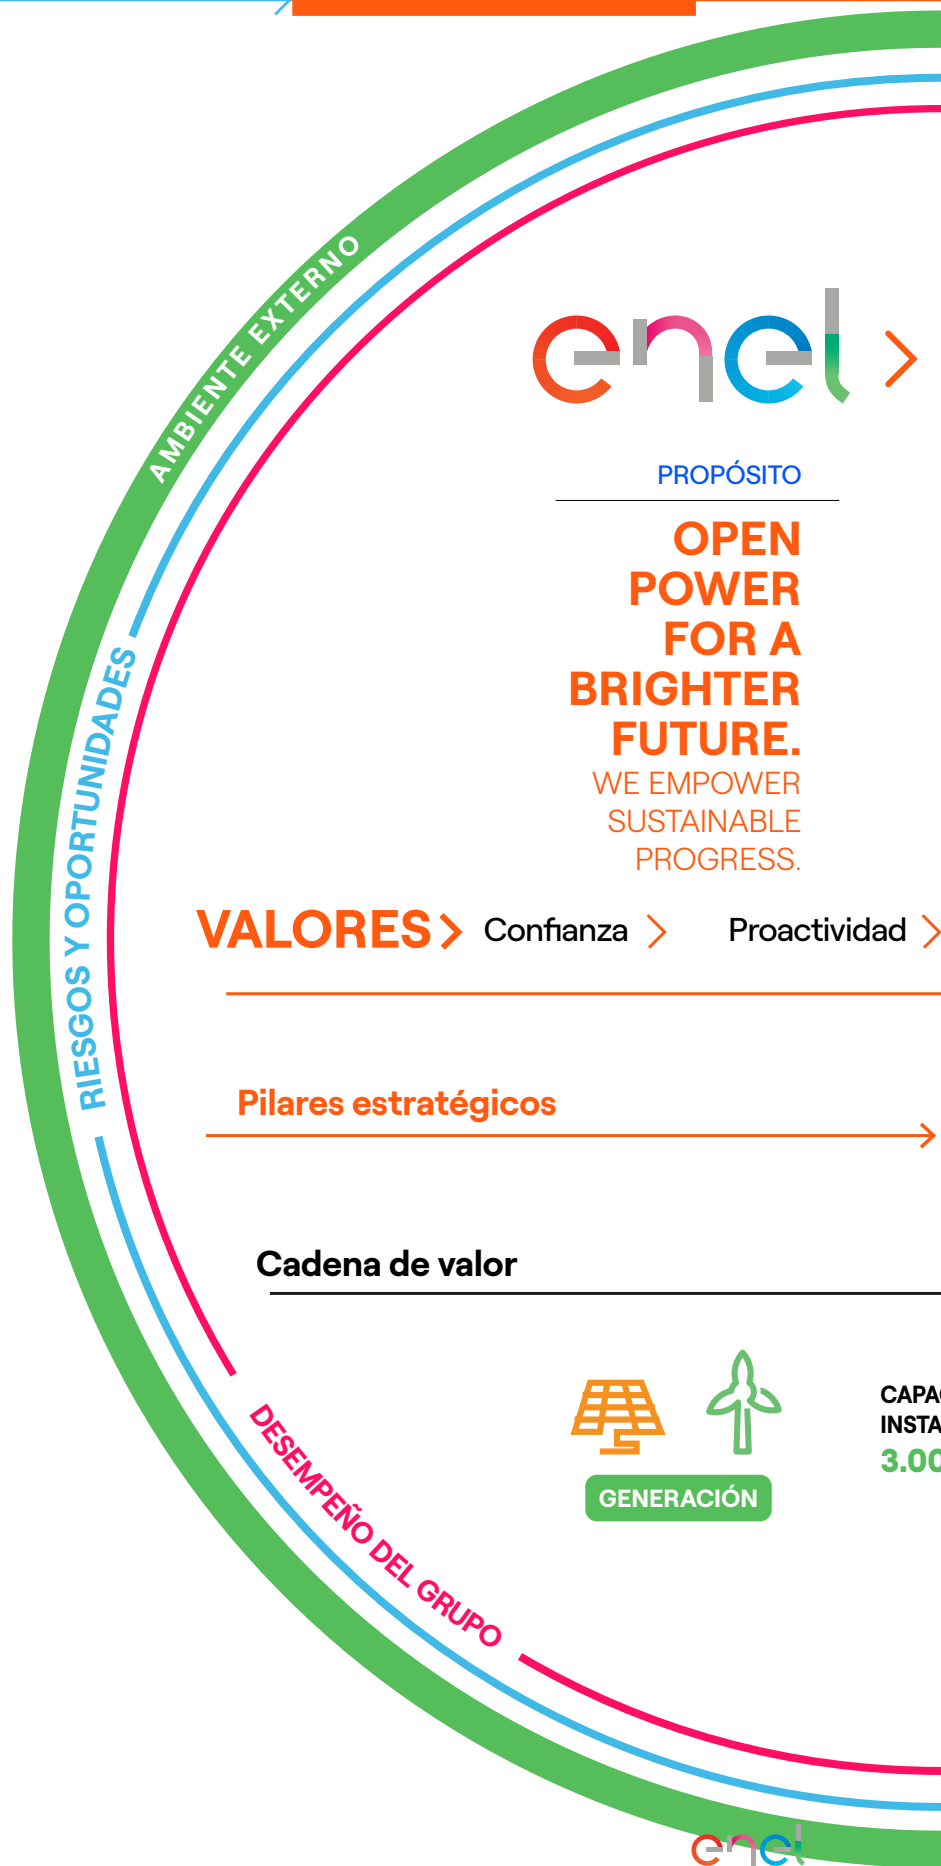 AMBIENTE EXTERNO
enel
PROPÓSITO
OPEN
POWER
FOR A
BRIGHTER
FUTURE.
WE EMPOWER
SUSTAINABLE
PROGRESS.
RIESGOS Y OPORTUNIDADES
VALORES > Confianza > Proactividad >
Pilares estratégicos
Cadena de valor
GENERACIÓN
DESEMPEÑO DEL GRUPO
enel